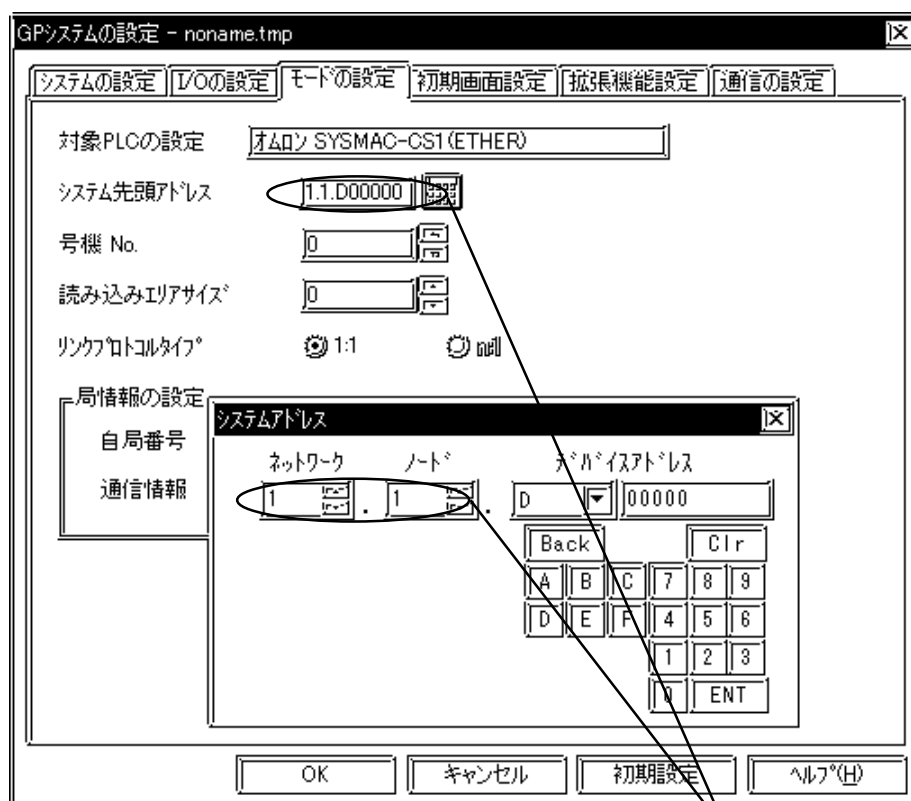 GPシステムの設定 - noname.tmp
システムの設定 I/Oの設定 モードの設定 初期画面設定 拡張機能設定 通信の設定
対象PLCの設定 オムロン SYSMAC-CS1(ETHER)
システム先頭アドレス 1.1.D00000
号機 No. 0
読み込みエリアサイズ 0
リンクプロトコルタイプ 1:1 n:1
局情報の設定
システムアドレス
自局番号
ネットワーク ノード デバイスアドレス
通信情報
1 . 1 . D 00000
Back Clr
A B C 7 8 9
D E F 4 5 6
1 2 3
0 ENT
OK キャンセル 初期設定 ヘルプ(H)